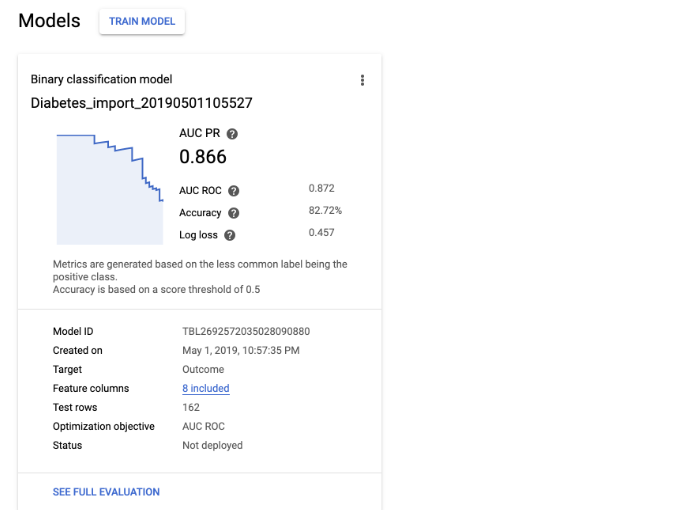 Models
TRAIN MODEL
Binary classification model
Diabetes_import_20190501105527
AUC PR ?
0.866
AUC ROC ? 0.872
Accuracy ? 82.72%
Log loss ? 0.457
Metrics are generated based on the less common label being the
positive class.
Accuracy is based on a score threshold of 0.5
Model ID TBL2692572035028090880
Created on May 1, 2019, 10:57:35 PM
Target Outcome
Feature columns 8 included
Test rows 162
Optimization objective AUC ROC
Status Not deployed
SEE FULL EVALUATION